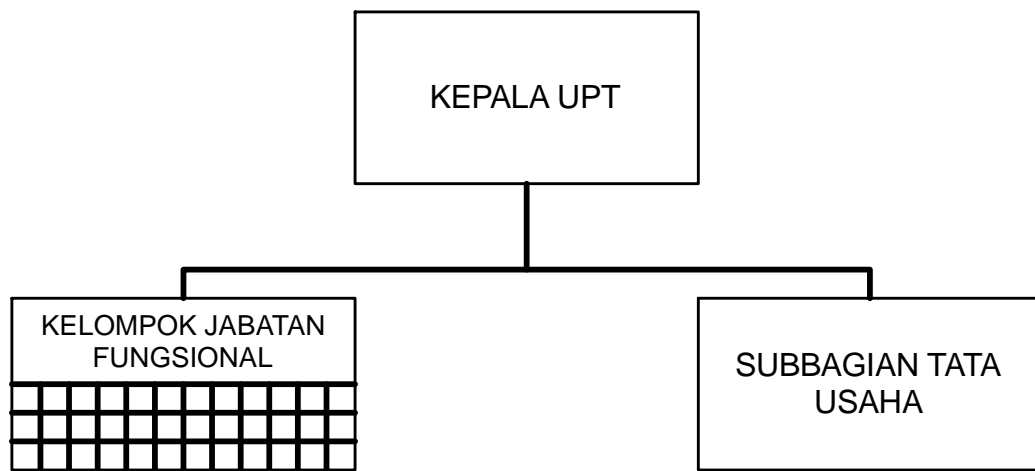 KEPALA UPT
KELOMPOK JABATAN
FUNGSIONAL
SUBBAGIAN TATA
USAHA